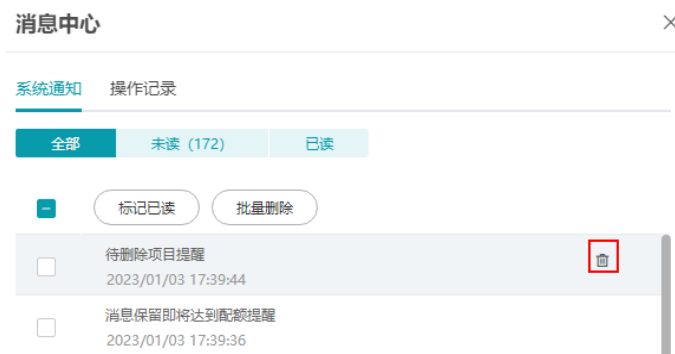 消息中心
系统通知 操作记录
全部 未读（172） 已读
标记已读 批量删除
待删除项目提醒
2023/01/03 17:39:44
消息保留即将达到配额提醒
2023/01/03 17:39:36